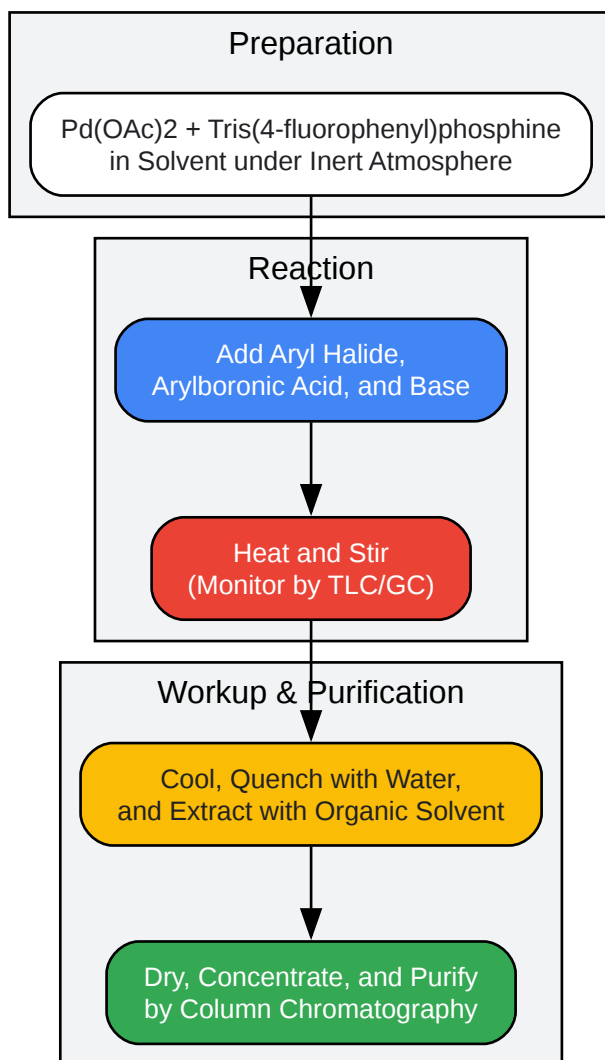 Preparation
Pd(OAc)2 + Tris(4-fluorophenyl)phosphine
in Solvent under Inert Atmosphere
Reaction
Add Aryl Halide,
Arylboronic Acid, and Base
Heat and Stir
(Monitor by TLC/GC)
Workup & Purification
Cool, Quench with Water,
and Extract with Organic Solvent
Dry, Concentrate, and Purify
by Column Chromatography